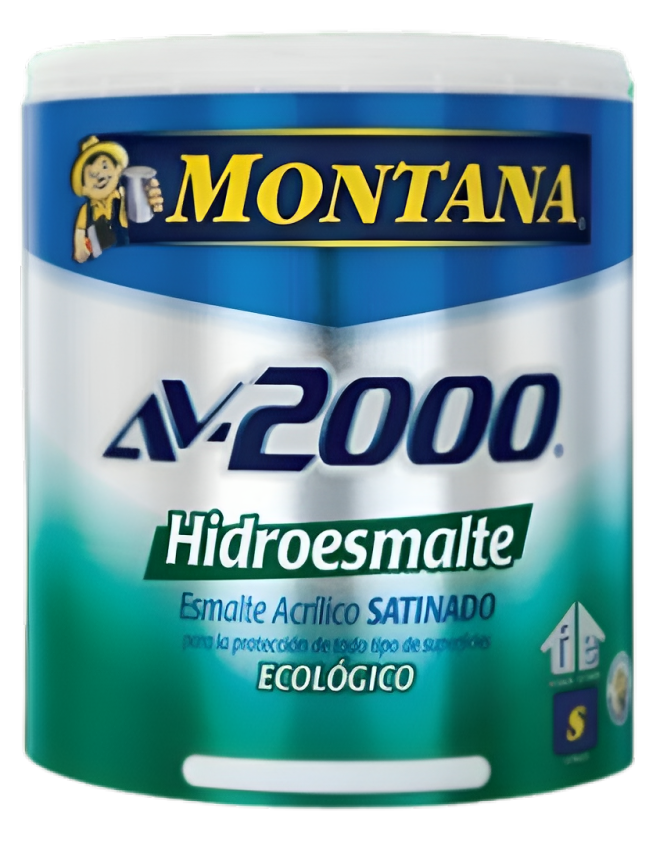 MONTANA®
AV-2000®
Hidroesmalte
Esmalte Acrílico SATINADO
para la protección de todo tipo de superficies
ECOLÓGICO
i e
S